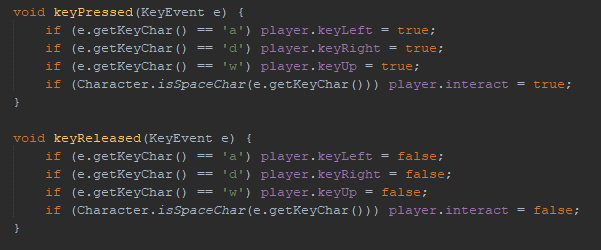 void keyPressed(KeyEvent e) {
    if (e.getKeyChar() == 'a') player.keyLeft = true;
    if (e.getKeyChar() == 'd') player.keyRight = true;
    if (e.getKeyChar() == 'w') player.keyUp = true;
    if (Character.isSpaceChar(e.getKeyChar())) player.interact = true;
}

void keyReleased(KeyEvent e) {
    if (e.getKeyChar() == 'a') player.keyLeft = false;
    if (e.getKeyChar() == 'd') player.keyRight = false;
    if (e.getKeyChar() == 'w') player.keyUp = false;
    if (Character.isSpaceChar(e.getKeyChar())) player.interact = false;
}